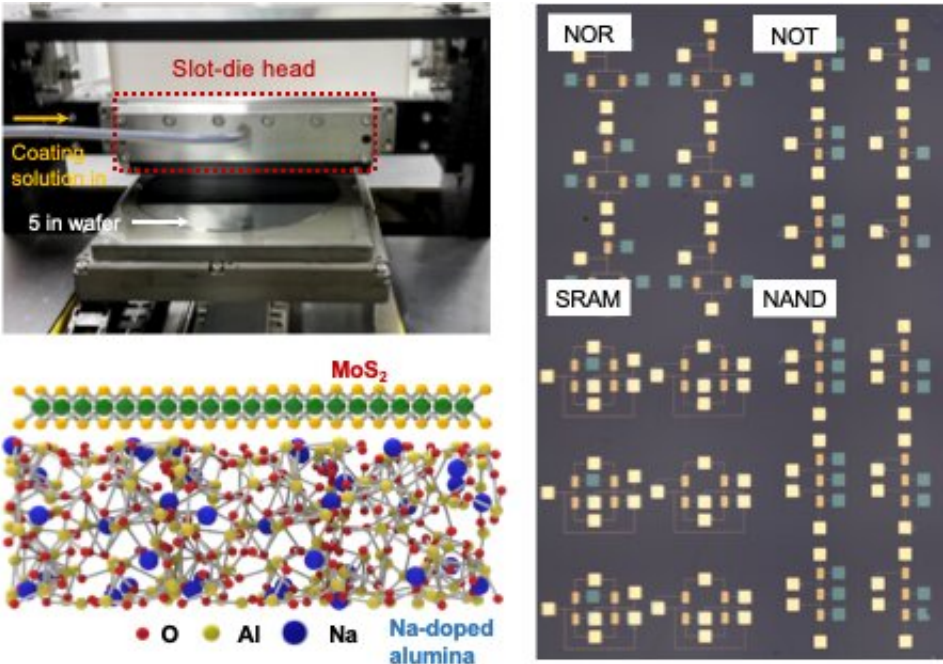 Slot-die head
Coating
solution in
5 in wafer
NOR
NOT
SRAM
NAND
MoS₂
O Al Na
Na-doped
alumina